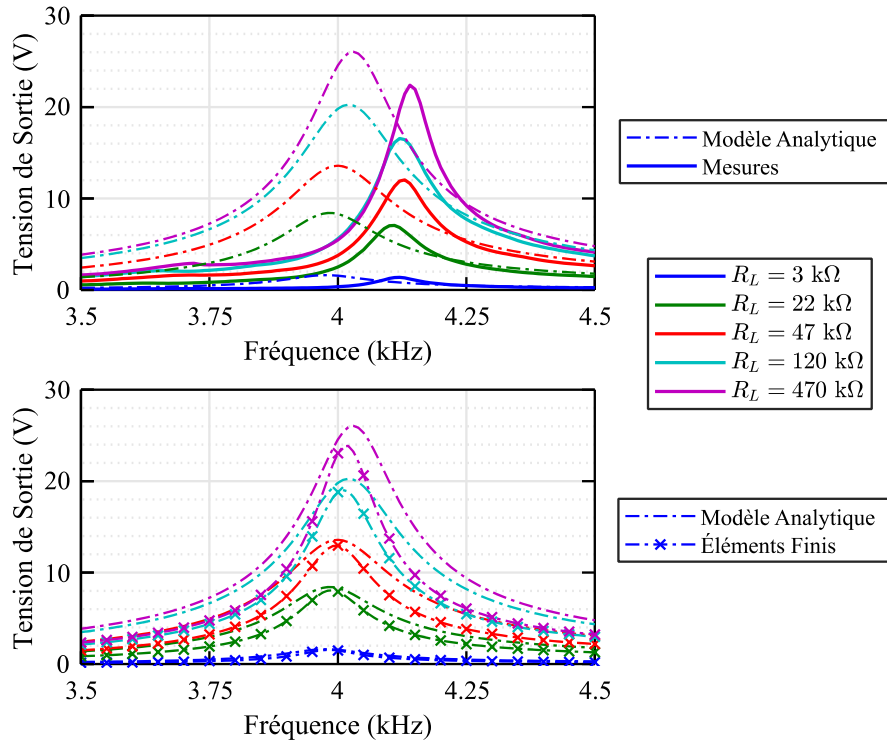 30
20
10
0
Tension de Sortie (V)
3.5 3.75 4 4.25 4.5
Fréquence (kHz)
Modèle Analytique
Mesures
R_L = 3 kΩ
R_L = 22 kΩ
R_L = 47 kΩ
R_L = 120 kΩ
R_L = 470 kΩ
30
20
10
0
Tension de Sortie (V)
3.5 3.75 4 4.25 4.5
Fréquence (kHz)
Modèle Analytique
Éléments Finis